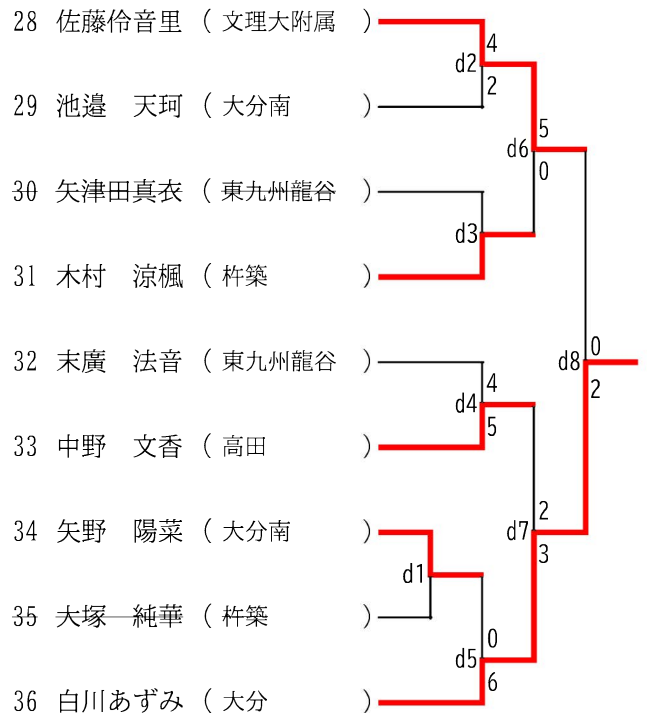 28 佐藤伶音里 ( 文理大附属 )
4
d2
2
29 池邉 天珂 ( 大分南 )
5
d6
0
30 矢津田真衣 ( 東九州龍谷 )
d3
31 木村 涼楓 ( 杵築 )
0
d8
2
32 末廣 法音 ( 東九州龍谷 )
4
d4
5
33 中野 文香 ( 高田 )
2
d7
3
34 矢野 陽菜 ( 大分南 )
d1
35 大塚 純華 ( 杵築 )
0
d5
6
36 白川あずみ ( 大分 )